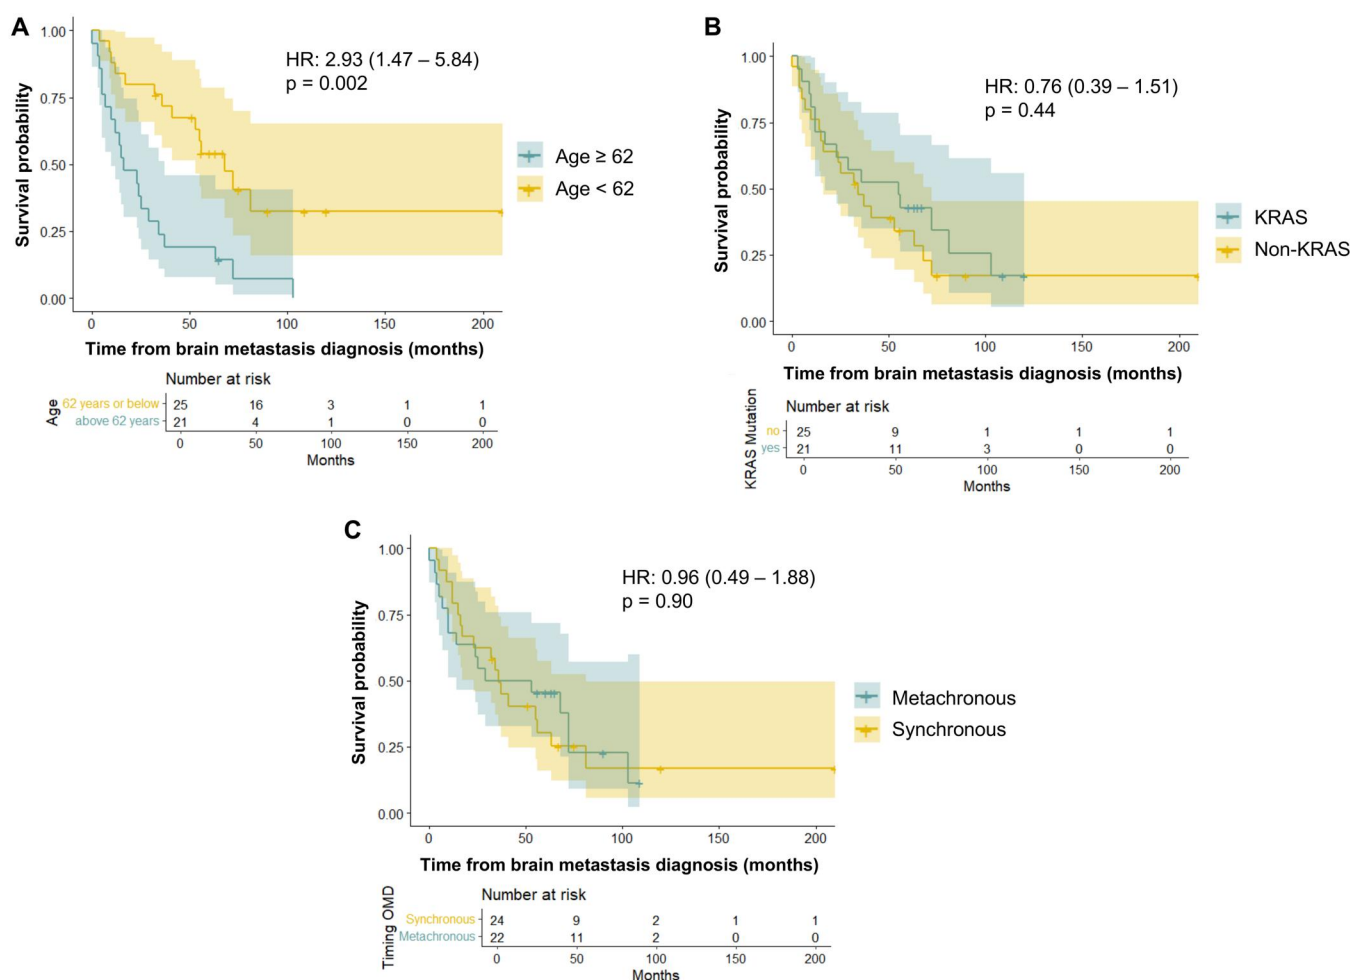 A
HR: 2.93 (1.47 – 5.84)
p = 0.002
Survival probability
1.00
0.75
0.50
0.25
0.00
0 50 100 150 200
Time from brain metastasis diagnosis (months)
Age ≥ 62
Age < 62
Number at risk
Age
62 years or below 25 16 3 1 1
above 62 years 21 4 1 0 0
0 50 100 150 200
Months
B
HR: 0.76 (0.39 – 1.51)
p = 0.44
Survival probability
1.00
0.75
0.50
0.25
0.00
0 50 100 150 200
Time from brain metastasis diagnosis (months)
KRAS
Non-KRAS
Number at risk
KRAS Mutation
no 25 9 1 1 1
yes 21 11 3 0 0
0 50 100 150 200
Months
C
HR: 0.96 (0.49 – 1.88)
p = 0.90
Survival probability
1.00
0.75
0.50
0.25
0.00
0 50 100 150 200
Time from brain metastasis diagnosis (months)
Metachronous
Synchronous
Number at risk
Timing OMD
Synchronous 24 9 2 1 1
Metachronous 22 11 2 0 0
0 50 100 150 200
Months